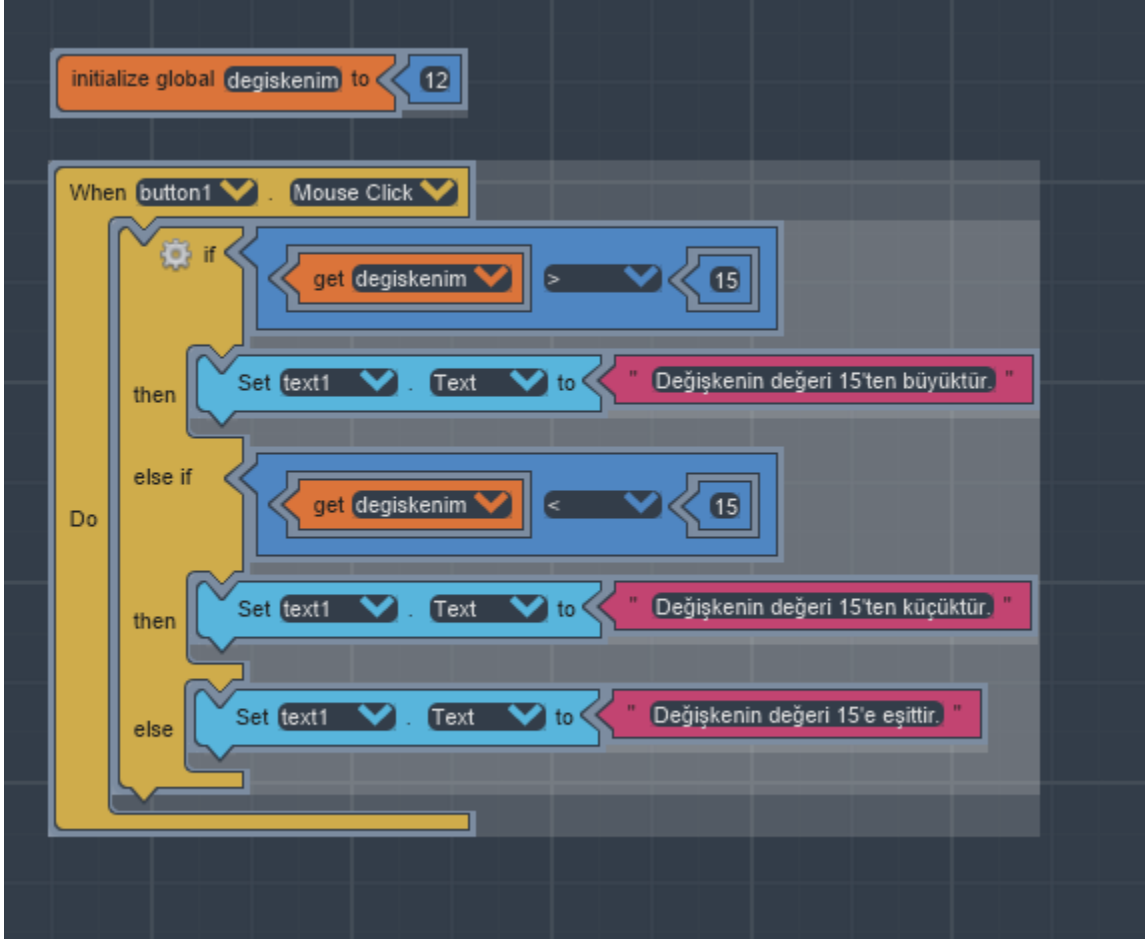 initialize global degiskenim to 12
When button1 . Mouse Click
if get degiskenim > 15
then Set text1 . Text to " Değişkenin değeri 15'ten büyüktür. "
else if get degiskenim < 15
Do
then Set text1 . Text to " Değişkenin değeri 15'ten küçüktür. "
else Set text1 . Text to " Değişkenin değeri 15'e eşittir. "